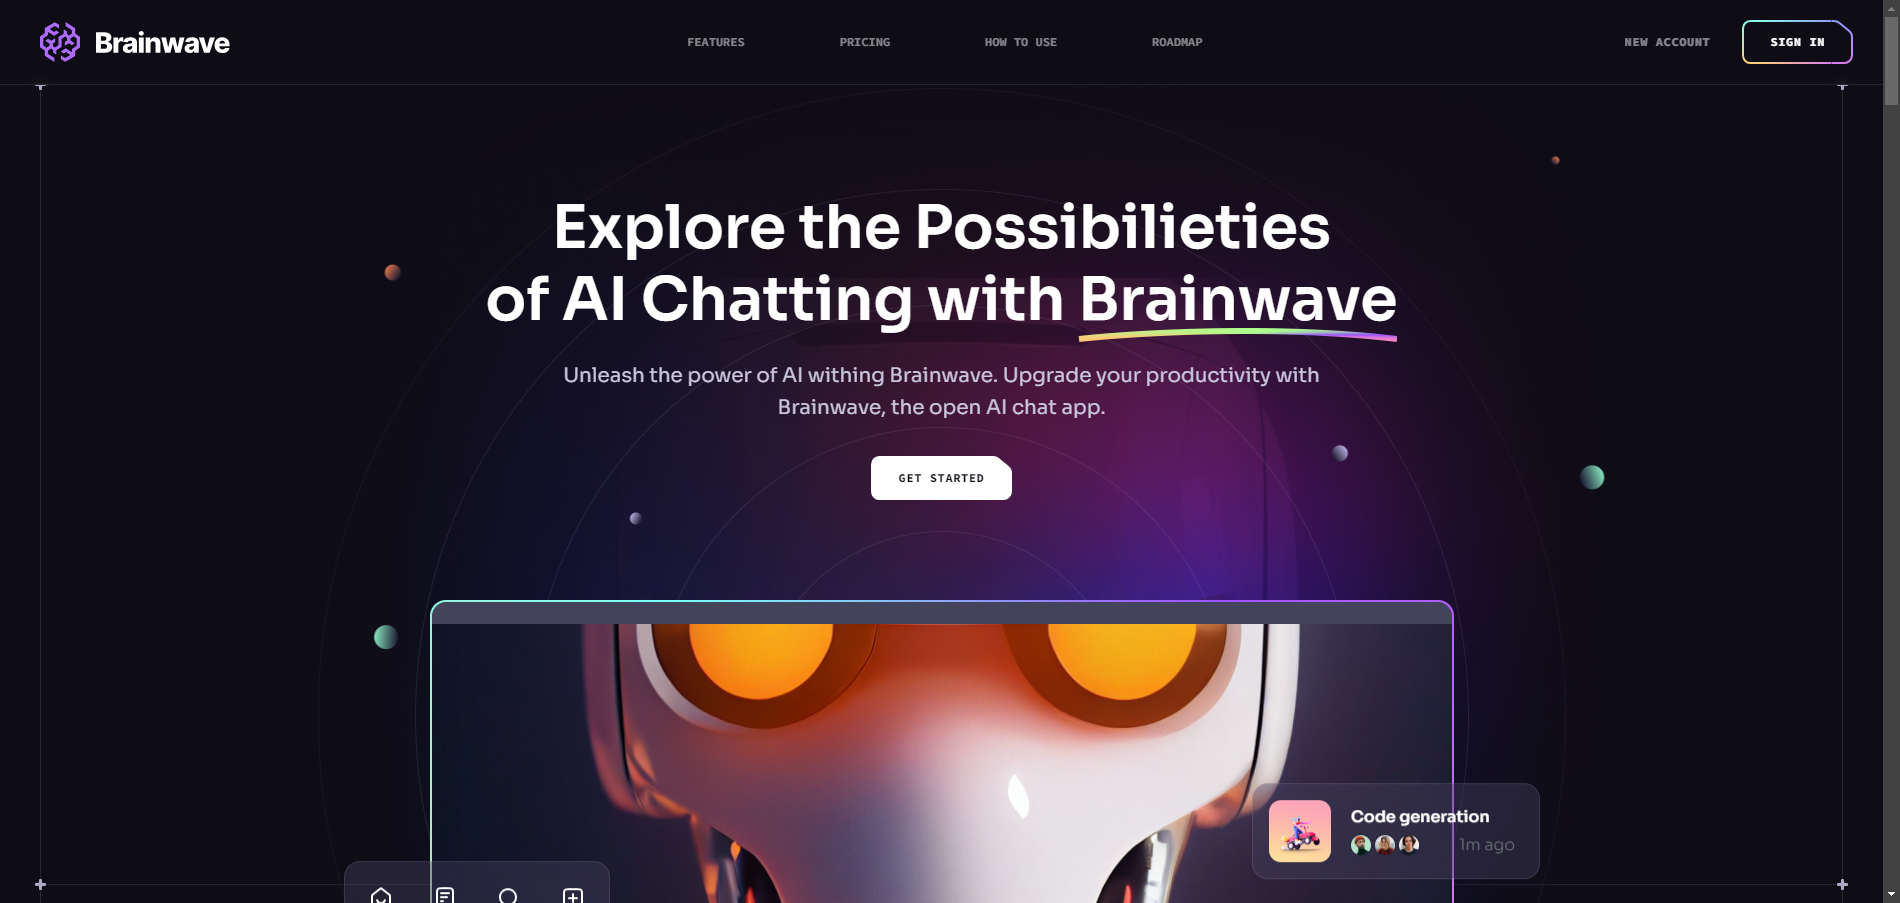 Brainwave
FEATURES
PRICING
HOW TO USE
ROADMAP
NEW ACCOUNT
SIGN IN
Explore the Possibilieties
of AI Chatting with Brainwave
Unleash the power of AI withing Brainwave. Upgrade your productivity with
Brainwave, the open AI chat app.
GET STARTED
Code generation
1m ago